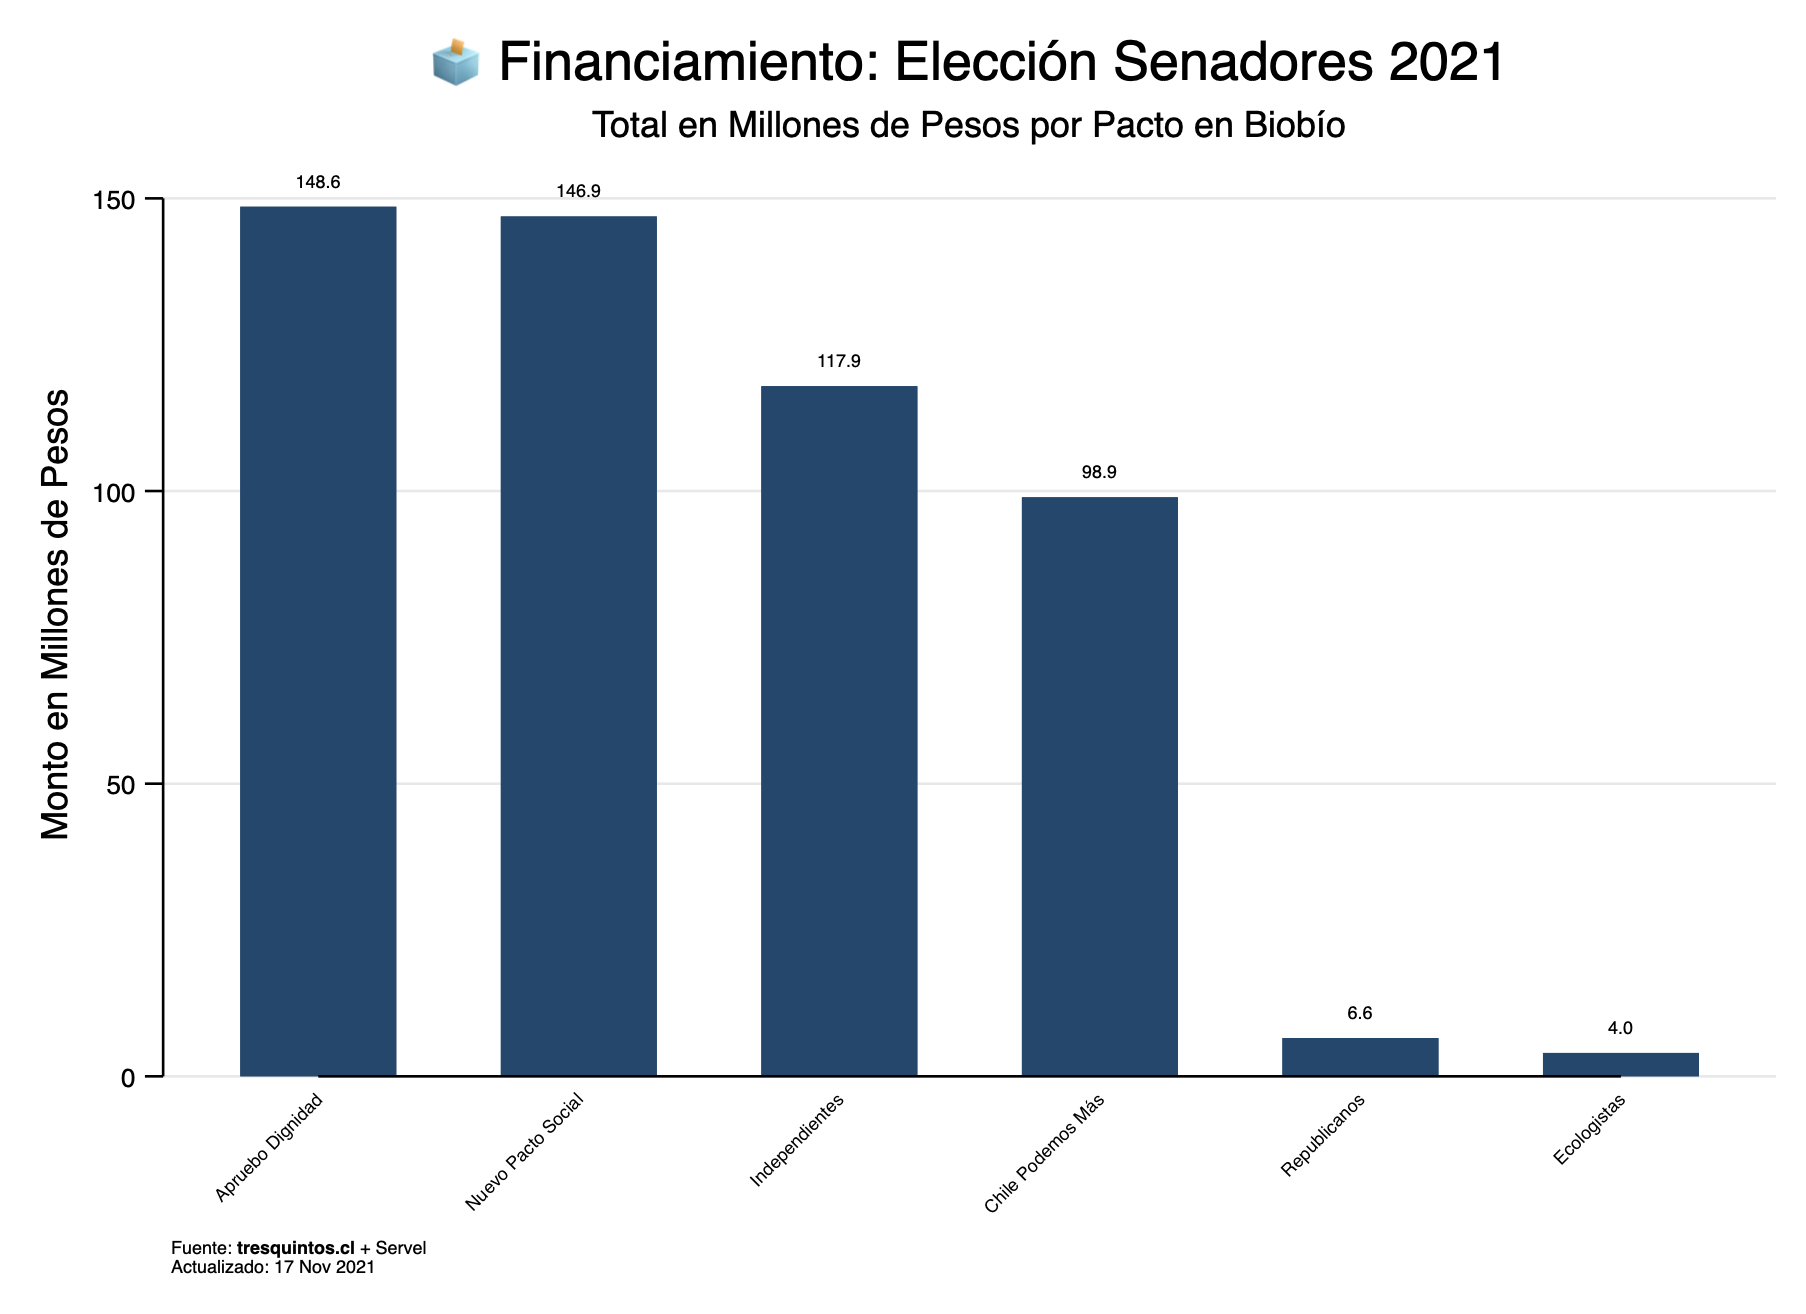 Financiamiento: Elección Senadores 2021
Total en Millones de Pesos por Pacto en Biobío
Monto en Millones de Pesos
150
100
50
0
148.6
146.9
117.9
98.9
6.6
4.0
Apruebo Dignidad
Nuevo Pacto Social
Independientes
Chile Podemos Más
Republicanos
Ecologistas
Fuente: tresquintos.cl + Servel
Actualizado: 17 Nov 2021